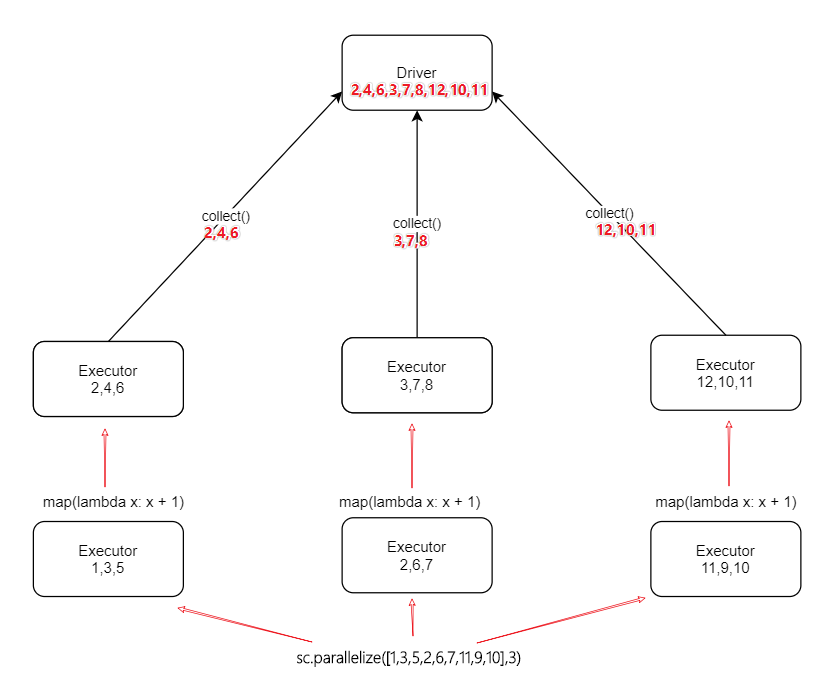 Driver
2,4,6,3,7,8,12,10,11
collect()
2,4,6
collect()
3,7,8
collect()
12,10,11
Executor
2,4,6
Executor
3,7,8
Executor
12,10,11
map(lambda x: x + 1)
map(lambda x: x + 1)
map(lambda x: x + 1)
Executor
1,3,5
Executor
2,6,7
Executor
11,9,10
sc.parallelize([1,3,5,2,6,7,11,9,10],3)